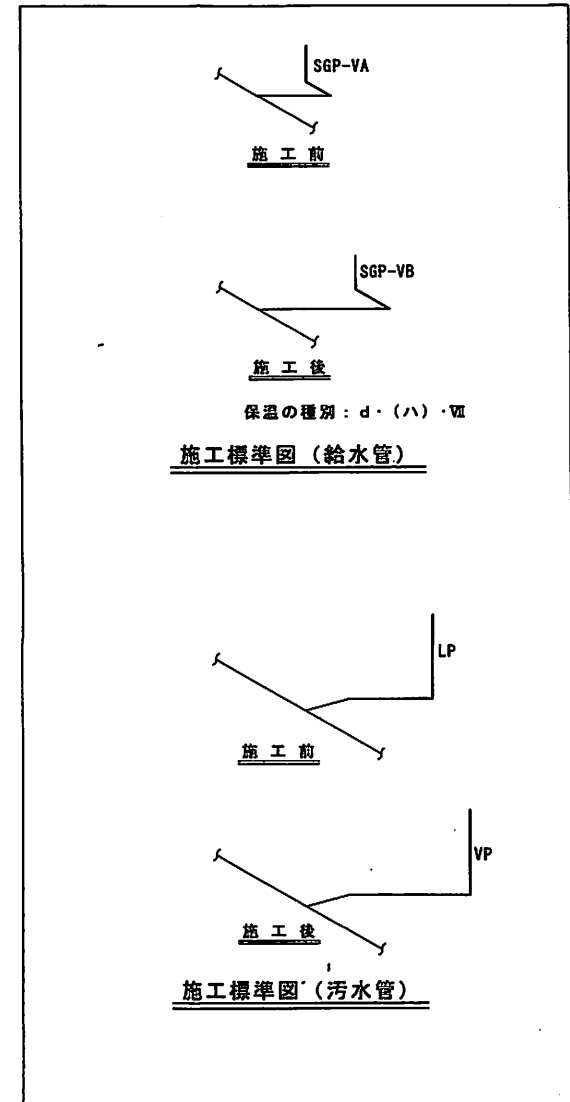 SGP-VA
施工前
SGP-VB
施工後
保温の種別：d・(ハ)・Ⅶ
施工標準図（給水管）
LP
施工前
VP
施工後
施工標準図（汚水管）